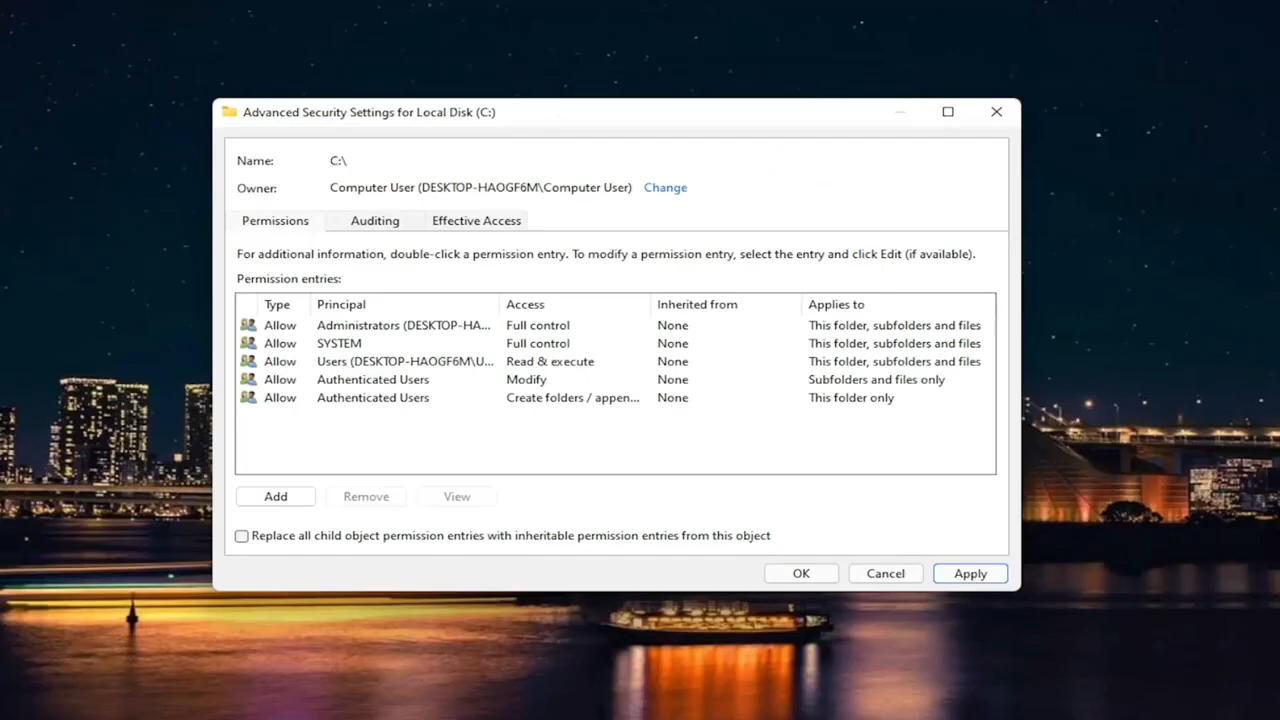 Advanced Security Settings for Local Disk (C:)
Name: C:\
Owner: Computer User (DESKTOP-HAOGF6M\Computer User) Change
Permissions Auditing Effective Access
For additional information, double-click a permission entry. To modify a permission entry, select the entry and click Edit (if available).
Permission entries:
Type Principal Access Inherited from Applies to
Allow Administrators (DESKTOP-HA... Full control None This folder, subfolders and files
Allow SYSTEM Full control None This folder, subfolders and files
Allow Users (DESKTOP-HAOGF6M\U... Read & execute None This folder, subfolders and files
Allow Authenticated Users Modify None Subfolders and files only
Allow Authenticated Users Create folders / appen... None This folder only
Add Remove View
Replace all child object permission entries with inheritable permission entries from this object
OK Cancel Apply